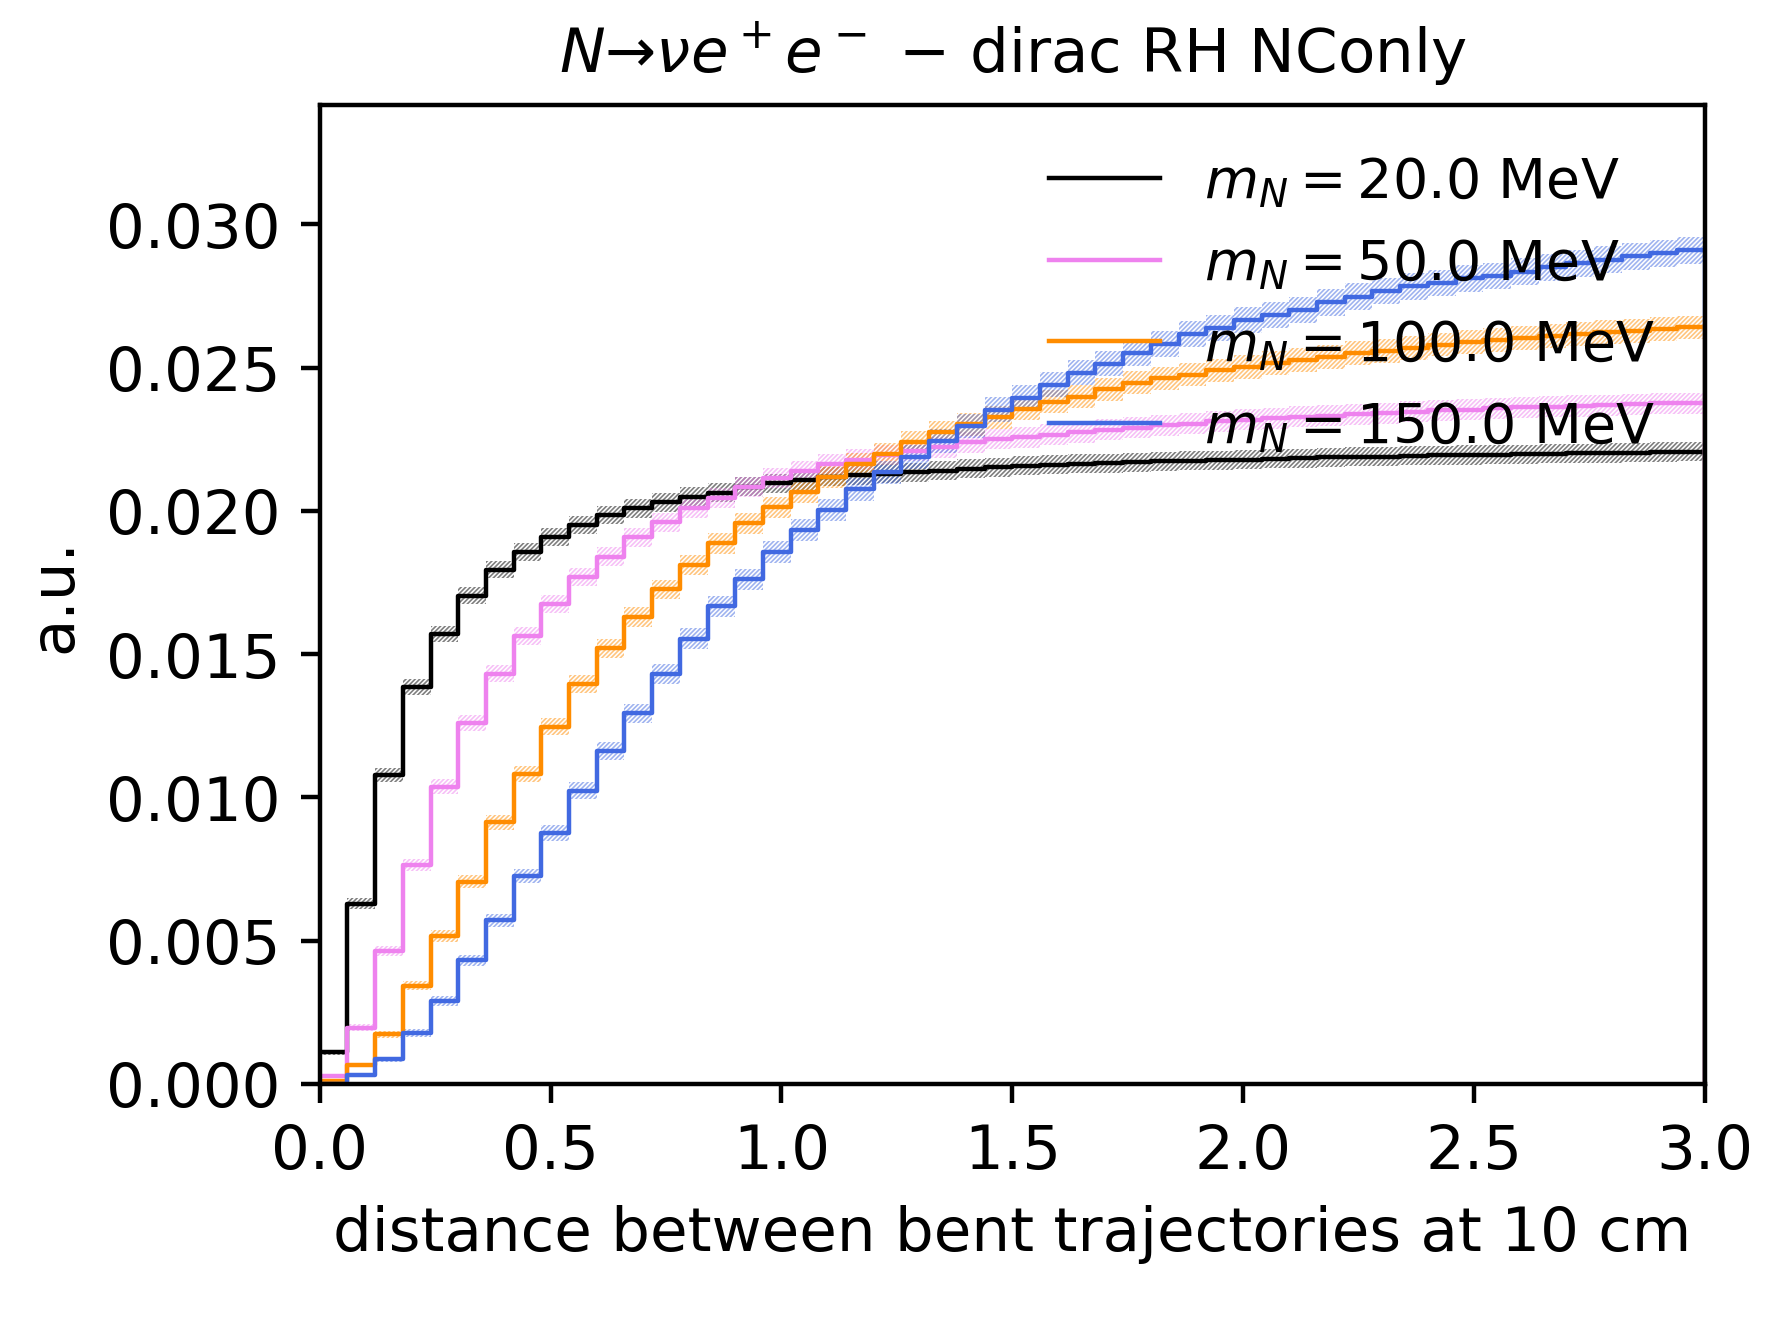 N→νe⁺e⁻ − dirac RH NConly
m_N = 20.0 MeV
m_N = 50.0 MeV
m_N = 100.0 MeV
m_N = 150.0 MeV
a.u.
0.030
0.025
0.020
0.015
0.010
0.005
0.000
0.0 0.5 1.0 1.5 2.0 2.5 3.0
distance between bent trajectories at 10 cm